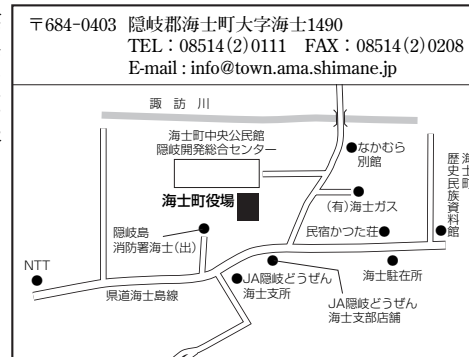 〒684-0403 隠岐郡海士町大字海士1490
TEL：08514(2)0111　FAX：08514(2)0208
E-mail : info@town.ama.shimane.jp
諏 訪 川
海士町中央公民館
隠岐開発総合センター
なかむら
別館
海士町
歴史民族資料館
海士町役場
(有)海士ガス
隠岐島
消防署海士(出)
民宿かつた荘
NTT
県道海士島線
JA隠岐どうぜん
海士支所
海士駐在所
JA隠岐どうぜん
海士支部店舗